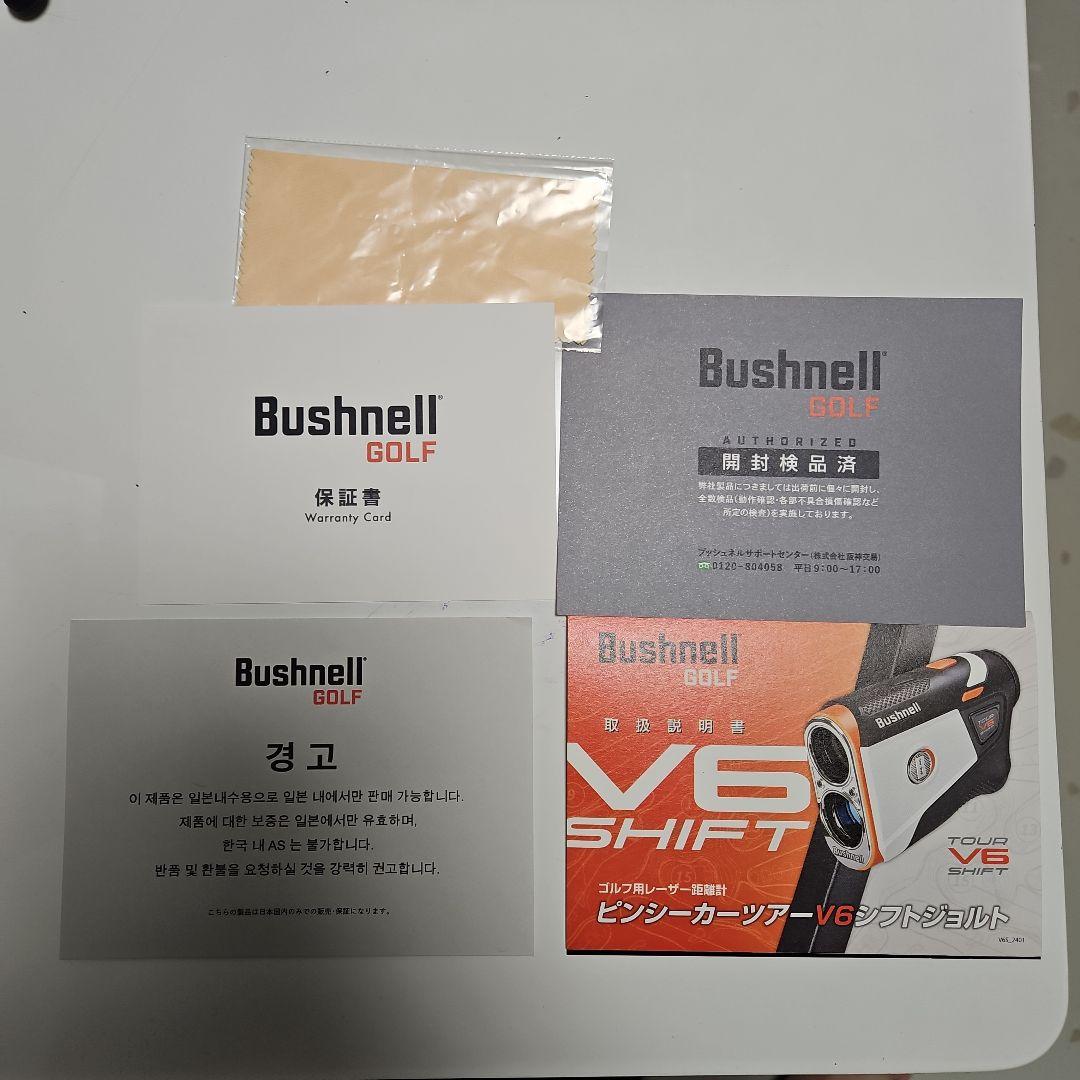 Bushnell®
GOLF
保証書
Warranty Card
Bushnell®
GOLF
AUTHORIZED
開封検品済
弊社製品につきましては出荷前に個々に開封し、
全数検品(動作確認・各部不具合損傷確認など
所定の検査)を実施しております。
ブッシュネルサポートセンター(株式会社阪神交易)
0120-804058 平日9:00〜17:00
Bushnell®
GOLF
경고
이 제품은 일본내수용으로 일본 내에서만 판매 가능합니다.
제품에 대한 보증은 일본에서만 유효하며,
한국 내 AS 는 불가합니다.
반품 및 환불을 요청하실 것을 강력히 권고합니다.
こちらの製品は日本国内のみでの販売・保証になります。
Bushnell
GOLF
取扱説明書
V6
SHIFT
Bushnell
TOUR
V6
Bushnell
TOUR
V6
SHIFT
ゴルフ用レーザー距離計
ピンシーカーツアーV6シフトジョルト
V6S_2401